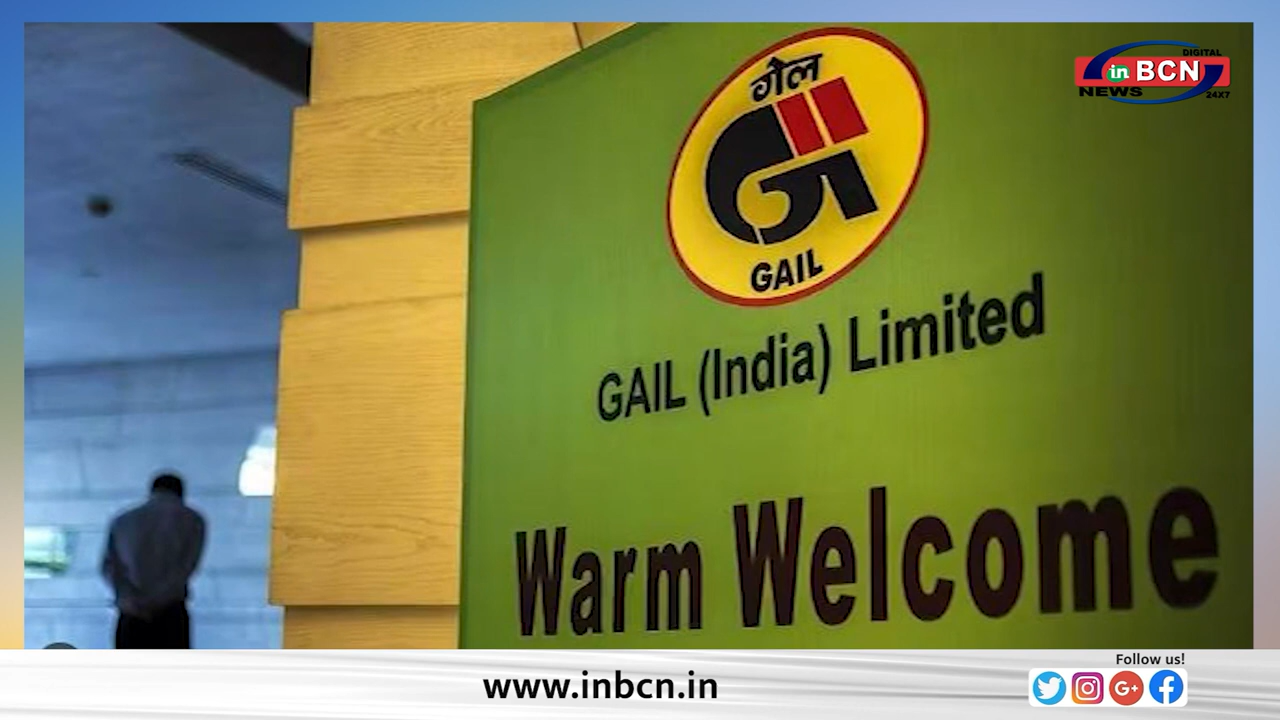 DIGITAL
in BCN
NEWS 24X7
गेल
GAIL
GAIL (India) Limited
Warm Welcome
Follow us!
www.inbcn.in